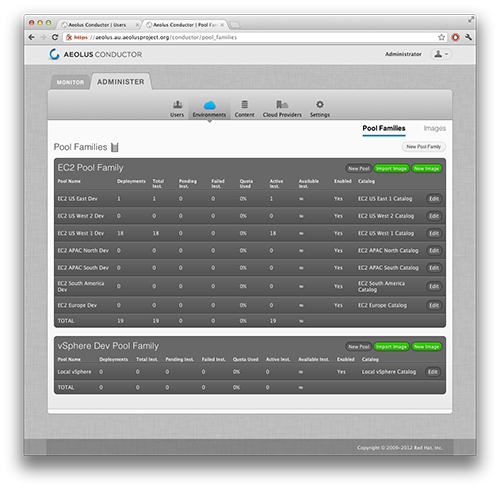 Aeolus Conductor | Users
Aeolus Conductor | Pool Fam
https://aeolus.au.aeolusproject.org/conductor/pool_families
AEOLUS CONDUCTOR
Administrator
MONITOR
ADMINISTER
Users Environments Content Cloud Providers Settings
Pool Families Images
Pool Families
New Pool Family
EC2 Pool Family
New Pool Import Image New Image
Pool Name Deployments Total Inst. Pending Inst. Failed Inst. Quota Used Active Inst. Available Inst. Enabled Catalog
EC2 US East Dev 1 1 0 0 0% 1 ∞ Yes EC2 US East 1 Catalog Edit
EC2 US West 2 Dev 0 0 0 0 0% 0 ∞ Yes EC2 US West 2 Catalog Edit
EC2 US West 1 Dev 18 18 0 0 0% 18 ∞ Yes EC2 US West 1 Catalog Edit
EC2 APAC North Dev 0 0 0 0 0% 0 ∞ Yes EC2 APAC North Catalog Edit
EC2 APAC South Dev 0 0 0 0 0% 0 ∞ Yes EC2 APAC South Catalog Edit
EC2 South America Dev 0 0 0 0 0% 0 ∞ Yes EC2 South America Catalog Edit
EC2 Europe Dev 0 0 0 0 0% 0 ∞ Yes EC2 Europe Catalog Edit
TOTAL 19 19 0 0 0% 19 ∞
vSphere Dev Pool Family
New Pool Import Image New Image
Pool Name Deployments Total Inst. Pending Inst. Failed Inst. Quota Used Active Inst. Available Inst. Enabled Catalog
Local vSphere 0 0 0 0 0% 0 ∞ Yes Local vSphere Catalog Edit
TOTAL 0 0 0 0 0% 0 ∞
Copyright © 2009-2012 Red Hat, Inc.